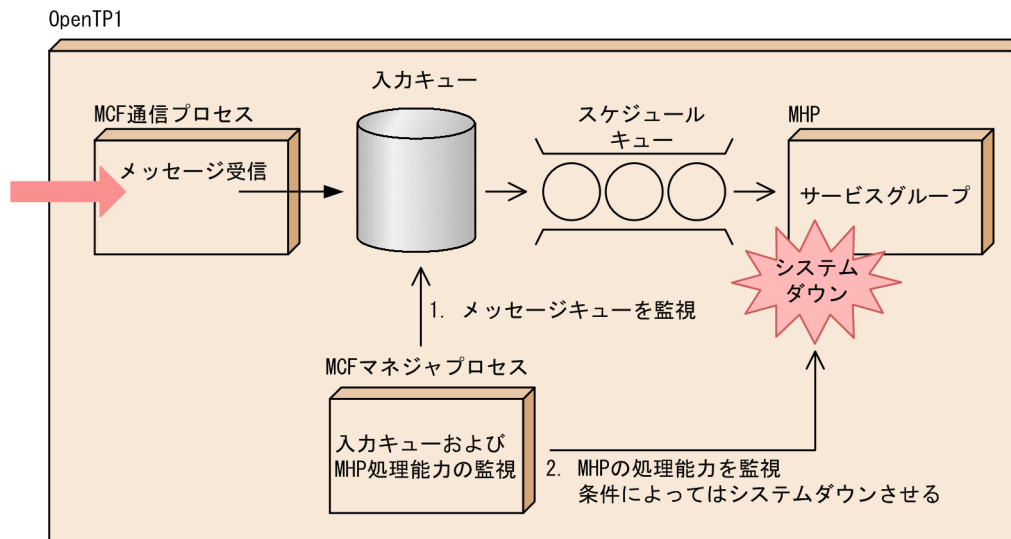 OpenTP1
入力キュー
MCF通信プロセス
スケジュール
キュー
MHP
メッセージ受信
サービスグループ
システム
ダウン
1. メッセージキューを監視
MCFマネジャプロセス
入力キューおよび
MHP処理能力の監視
2. MHPの処理能力を監視
条件によってはシステムダウンさせる